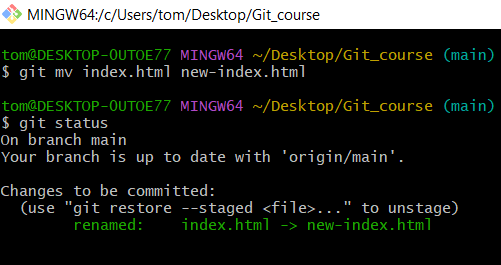 MINGW64:/c/Users/tom/Desktop/Git_course
tom@DESKTOP-OUTOE77 MINGW64 ~/Desktop/Git_course (main)
$ git mv index.html new-index.html
tom@DESKTOP-OUTOE77 MINGW64 ~/Desktop/Git_course (main)
$ git status
On branch main
Your branch is up to date with 'origin/main'.
Changes to be committed:
  (use "git restore --staged <file>..." to unstage)
        renamed:    index.html -> new-index.html